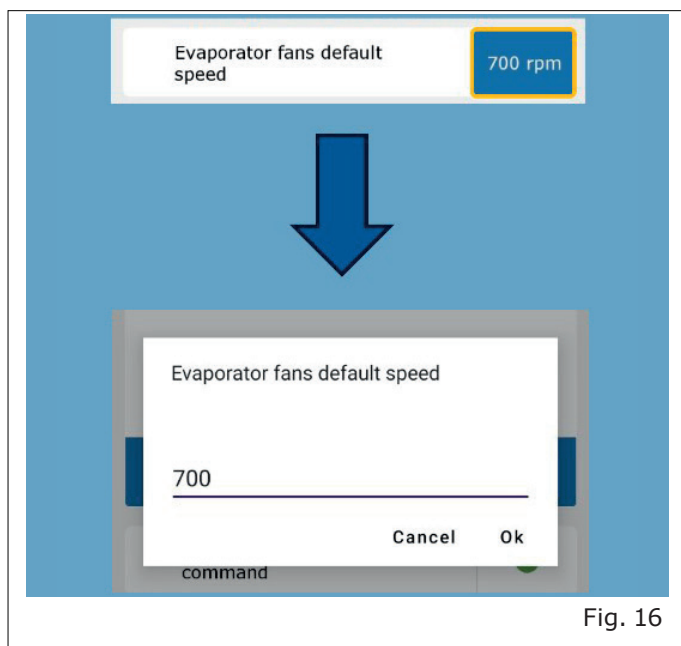 Evaporator fans default
speed
700 rpm
Evaporator fans default speed
700
Cancel Ok
command
Fig. 16